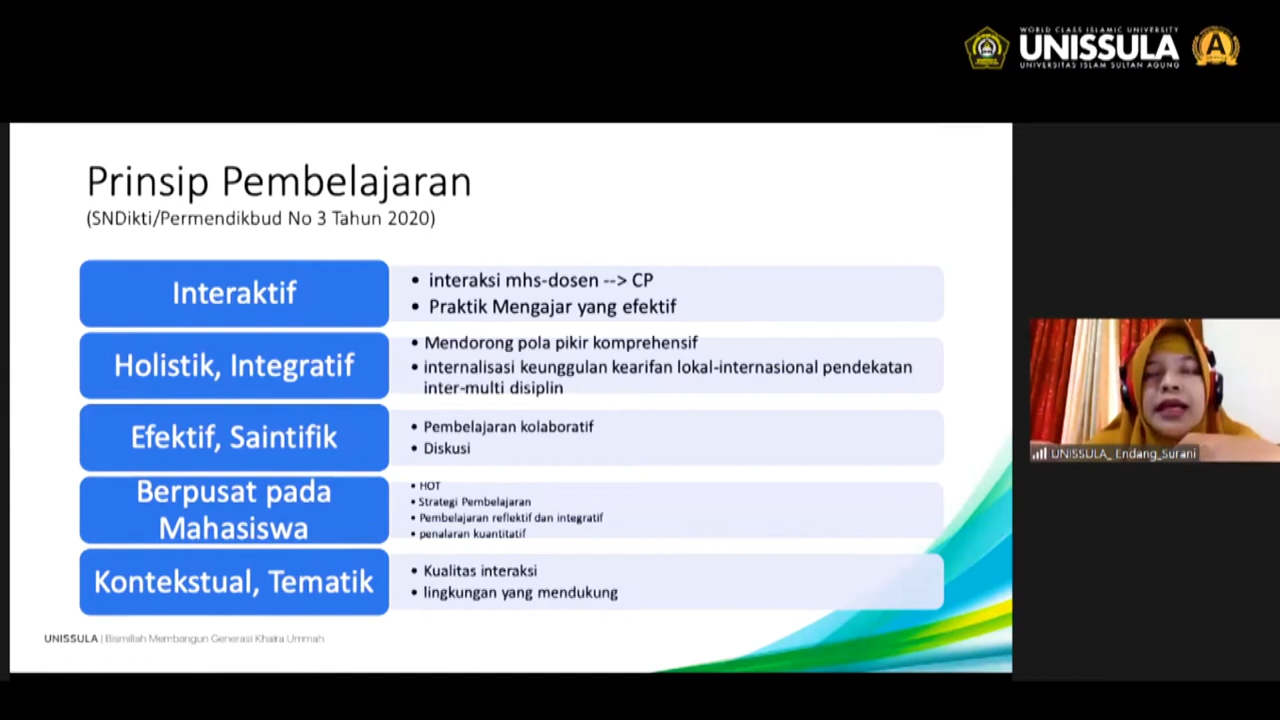 WORLD CLASS ISLAMIC UNIVERSITY
UNISSULA
UNIVERSITAS ISLAM SULTAN AGUNG
A
Prinsip Pembelajaran
(SNDikti/Permendikbud No 3 Tahun 2020)
Interaktif
• interaksi mhs-dosen --> CP
• Praktik Mengajar yang efektif
Holistik, Integratif
• Mendorong pola pikir komprehensif
• internalisasi keunggulan kearifan lokal-internasional pendekatan
inter-multi disiplin
Efektif, Saintifik
• Pembelajaran kolaboratif
• Diskusi
Berpusat pada
Mahasiswa
• HOT
• Strategi Pembelajaran
• Pembelajaran reflektif dan integratif
• penalaran kuantitatif
Kontekstual, Tematik
• Kualitas interaksi
• lingkungan yang mendukung
UNISSULA | Bismillah Membangun Generasi Khaira Ummah
UNISSULA_ Endang_Surani